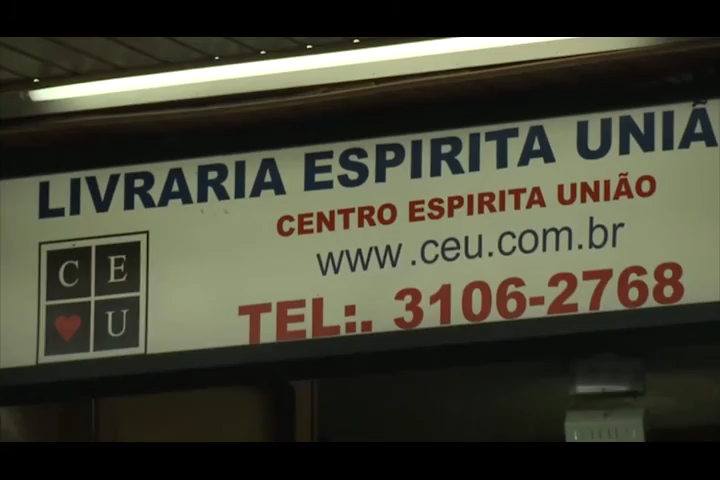 LIVRARIA ESPIRITA UNIÃ
CENTRO ESPIRITA UNIÃO
www.ceu.com.br
TEL:. 3106-2768
C E
U